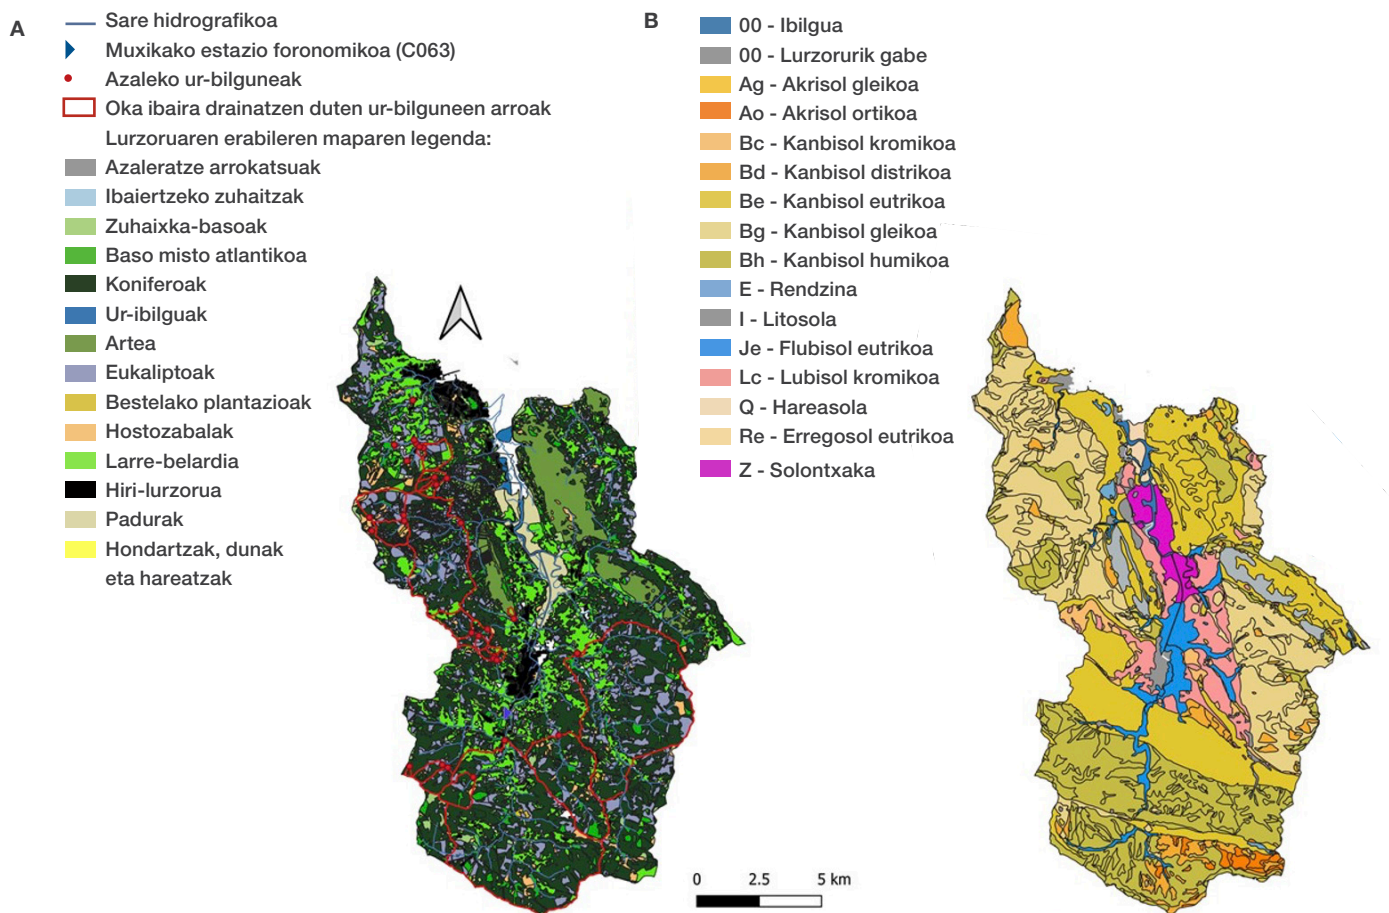 A
Sare hidrografikoa
Muxikako estazio foronomikoa (C063)
Azaleko ur-bilguneak
Oka ibaira drainatzen duten ur-bilguneen arroak
Lurzoruaren erabileren maparen legenda:
Azaleratze arrokatsuak
Ibaiertzeko zuhaitzak
Zuhaixka-basoak
Baso misto atlantikoa
Koniferoak
Ur-ibilguak
Artea
Eukaliptoak
Bestelako plantazioak
Hostozabalak
Larre-belardia
Hiri-lurzorua
Padurak
Hondartzak, dunak
eta hareatzak
B
00 - Ibilgua
00 - Lurzorurik gabe
Ag - Akrisol gleikoa
Ao - Akrisol ortikoa
Bc - Kanbisol kromikoa
Bd - Kanbisol distrikoa
Be - Kanbisol eutrikoa
Bg - Kanbisol gleikoa
Bh - Kanbisol humikoa
E - Rendzina
I - Litosola
Je - Flubisol eutrikoa
Lc - Lubisol kromikoa
Q - Hareasola
Re - Erregosol eutrikoa
Z - Solontxaka
0 2.5 5 km